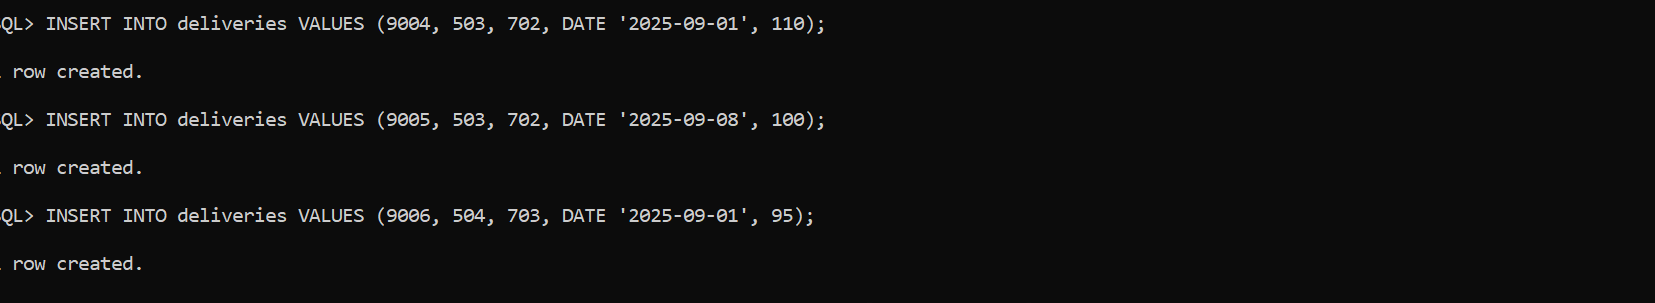 QL> INSERT INTO deliveries VALUES (9004, 503, 702, DATE '2025-09-01', 110);
row created.
QL> INSERT INTO deliveries VALUES (9005, 503, 702, DATE '2025-09-08', 100);
row created.
QL> INSERT INTO deliveries VALUES (9006, 504, 703, DATE '2025-09-01', 95);
row created.